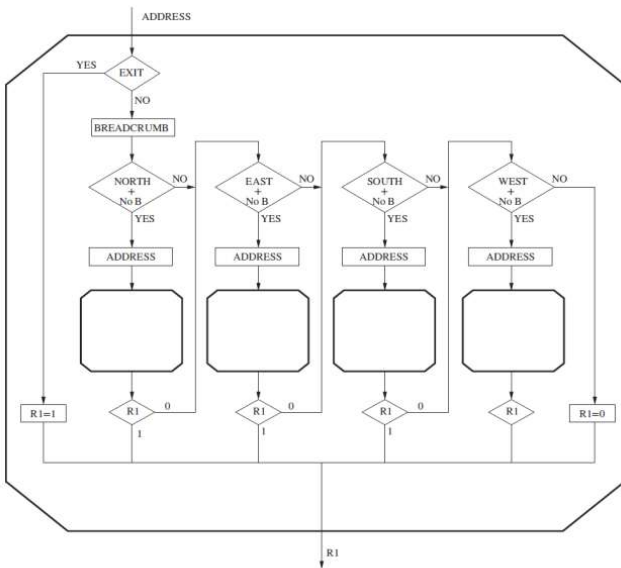 ADDRESS
YES
EXIT
NO
BREADCRUMB
NORTH
+
No B
NO
YES
EAST
+
No B
NO
YES
SOUTH
+
No B
NO
YES
WEST
+
No B
NO
YES
ADDRESS
ADDRESS
ADDRESS
ADDRESS
R1=1
R1
0
1
R1
0
1
R1
0
1
R1
R1=0
R1